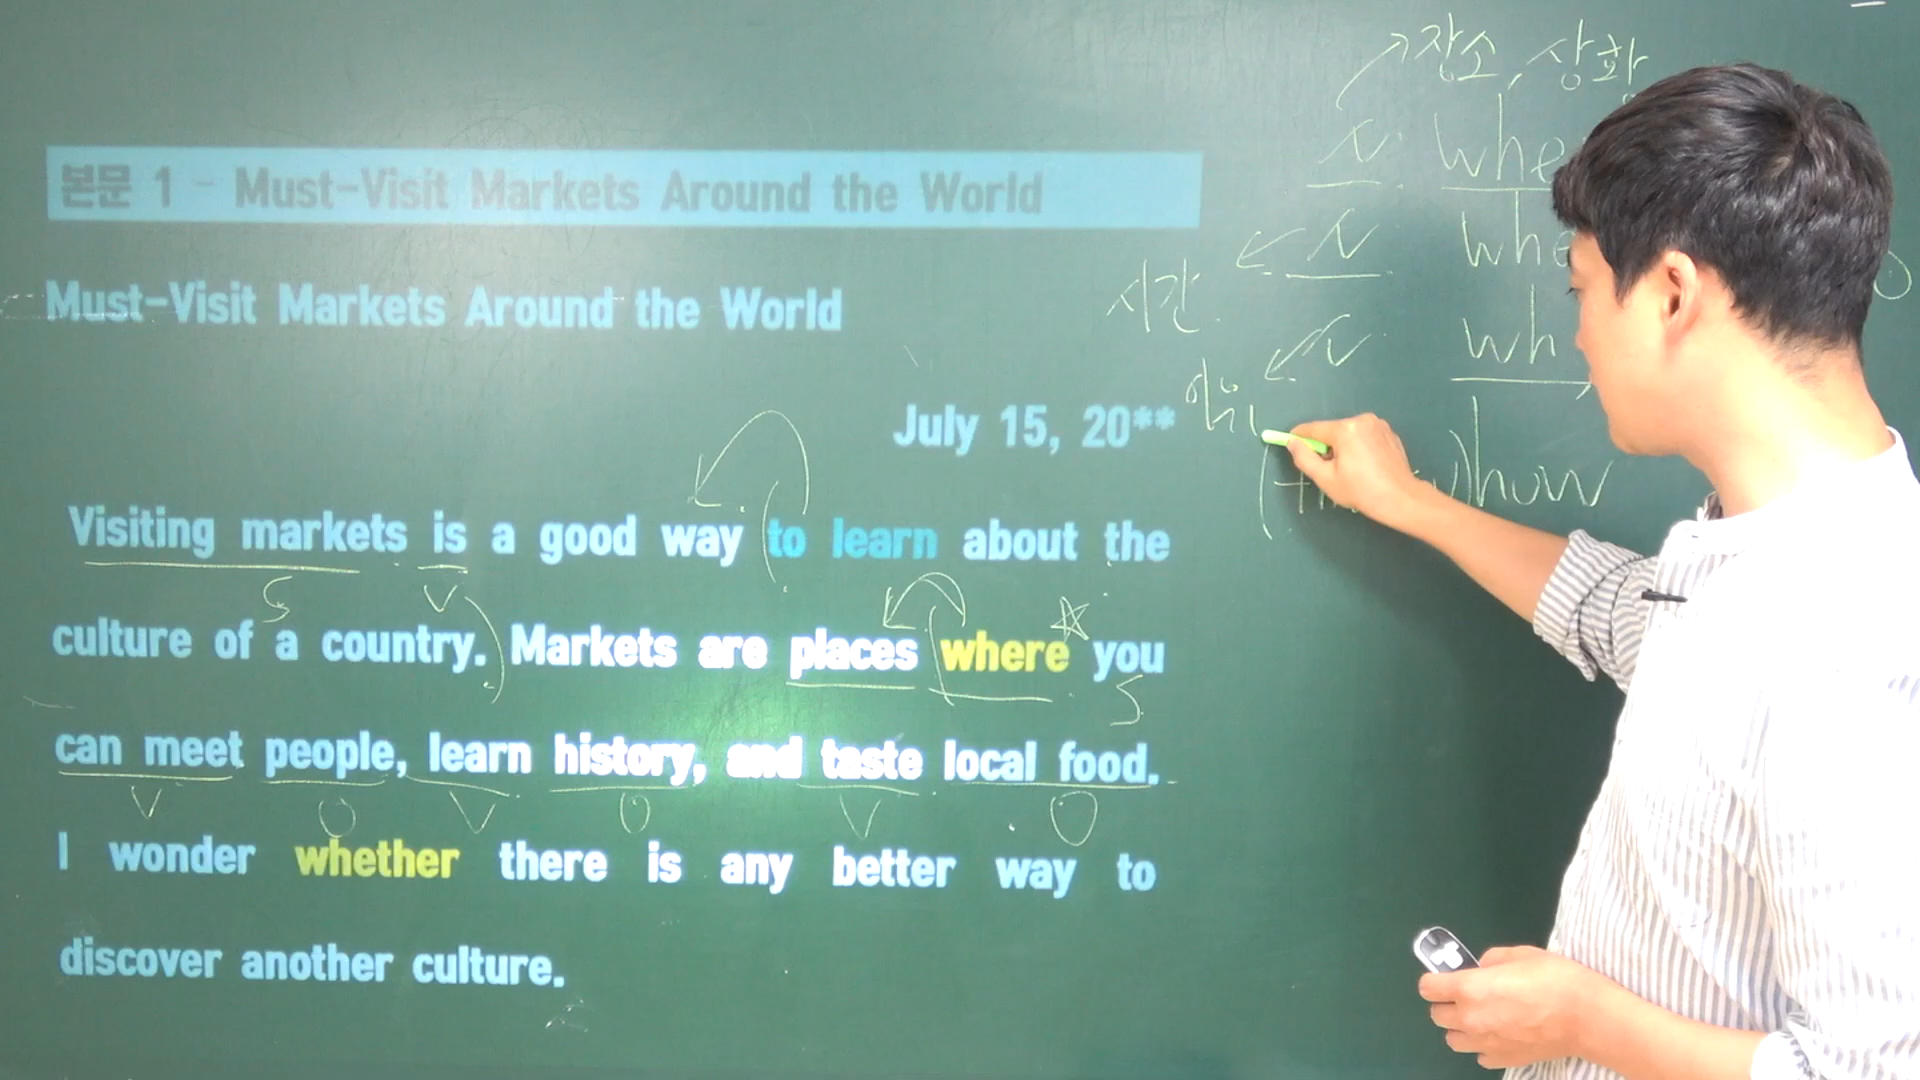 본문 1 - Must-Visit Markets Around the World
Must-Visit Markets Around the World
July 15, 20**
Visiting markets is a good way to learn about the
culture of a country. Markets are places where you
can meet people, learn history, and taste local food.
I wonder whether there is any better way to
discover another culture.
S V
S
V O V O V O
장소, 상황
N
시간 N
N
how